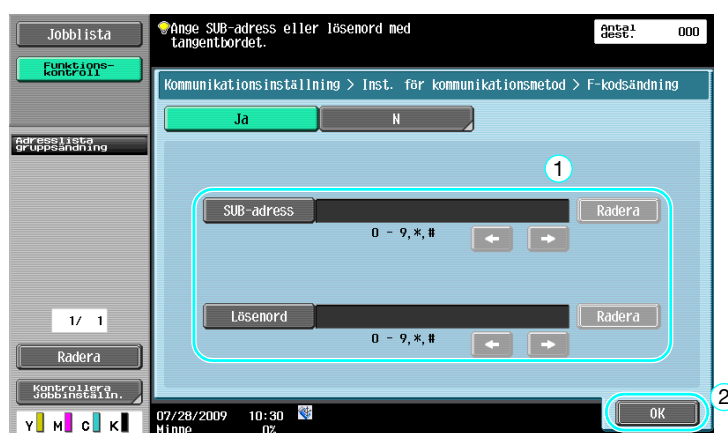 Jobblista
Funktions-
kontroll
Adresslista
gruppsändning
1/ 1
Radera
Kontrollera
Jobbinställn.
Y M C K
Ange SUB-adress eller lösenord med
tangentbordet.
Antal
dest. 000
Kommunikationsinställning > Inst. för kommunikationsmetod > F-kodsändning
Ja N
1
SUB-adress Radera
0 - 9,*,#
Lösenord Radera
0 - 9,*,#
2
OK
07/28/2009 10:30
Minne 0%